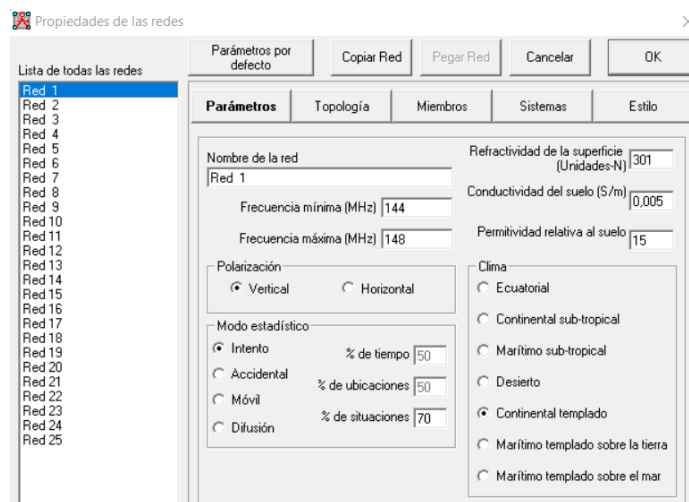 Propiedades de las redes
Parámetros por defecto
Copiar Red
Pegar Red
Cancelar
OK
Lista de todas las redes
Red 1
Red 2
Red 3
Red 4
Red 5
Red 6
Red 7
Red 8
Red 9
Red 10
Red 11
Red 12
Red 13
Red 14
Red 15
Red 16
Red 17
Red 18
Red 19
Red 20
Red 21
Red 22
Red 23
Red 24
Red 25
Parámetros
Topología
Miembros
Sistemas
Estilo
Nombre de la red
Red 1
Frecuencia mínima (MHz) 144
Frecuencia máxima (MHz) 148
Polarización
Vertical
Horizontal
Modo estadístico
Intento
Accidental
Móvil
Difusión
% de tiempo 50
% de ubicaciones 50
% de situaciones 70
Refractividad de la superficie
(Unidades-N) 301
Conductividad del suelo (S/m) 0,005
Permitividad relativa al suelo 15
Clima
Ecuatorial
Continental sub-tropical
Marítimo sub-tropical
Desierto
Continental templado
Marítimo templado sobre la tierra
Marítimo templado sobre el mar